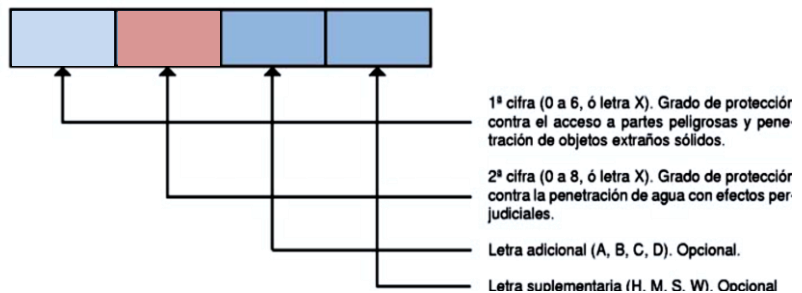 1ª cifra (0 a 6, ó letra X). Grado de protección
contra el acceso a partes peligrosas y pene-
tración de objetos extraños sólidos.
2ª cifra (0 a 8, ó letra X). Grado de protección
contra la penetración de agua con efectos per-
judiciales.
Letra adicional (A, B, C, D). Opcional.
Letra suplementaria (H, M, S, W). Opcional